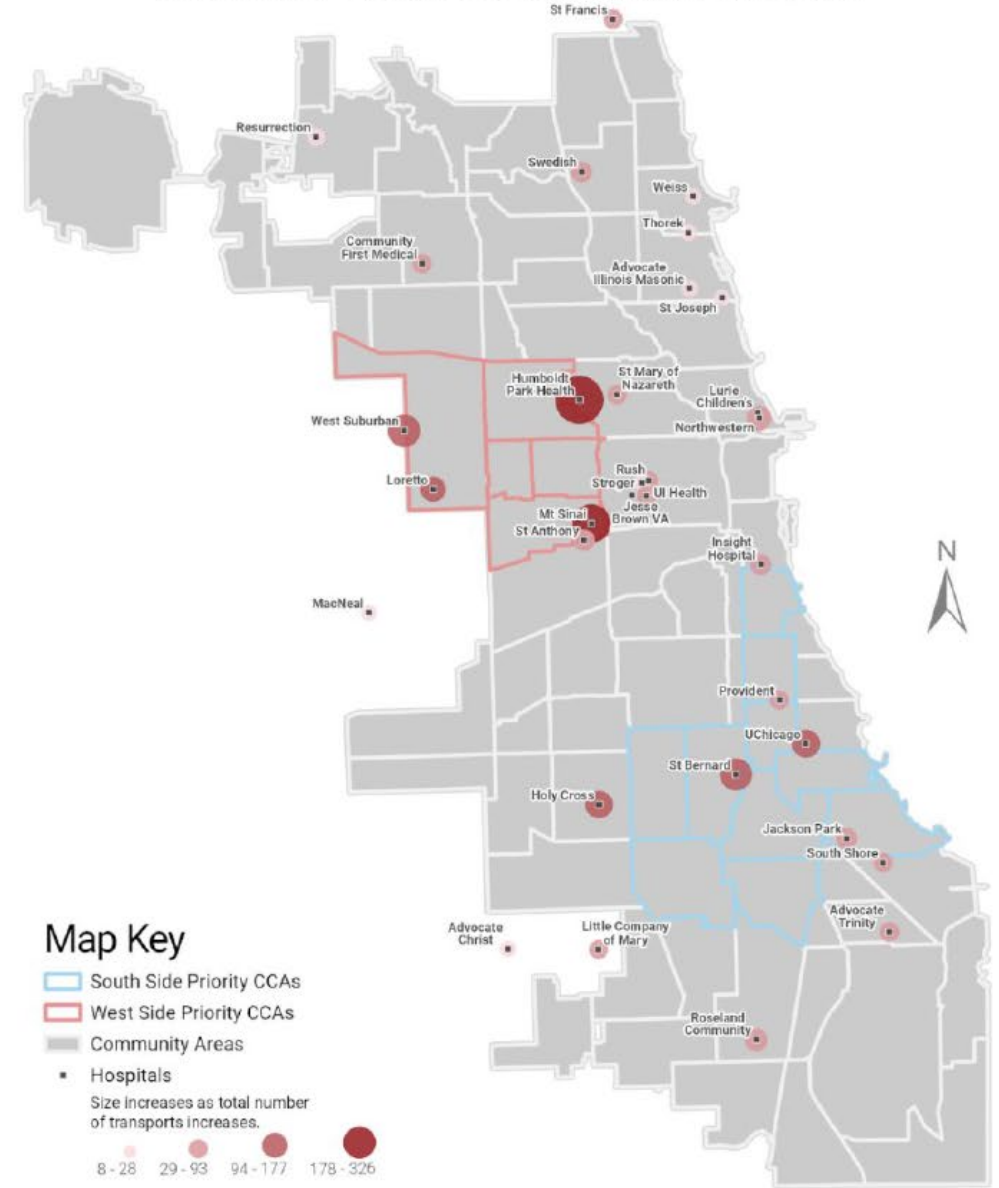 St Francis
Resurrection
Swedish
Weiss
Thorek
Community
First Medical
Advocate
Illinois Masonic
St Joseph
Humboldt
Park Health
St Mary of
Nazareth
Lurie
Children's
Northwestern
West Suburban
Loretto
Rush
Stroger
UI Health
Jesse
Brown VA
Mt Sinai
St Anthony
Insight
Hospital
N
MacNeal
Provident
UChicago
St Bernard
Holy Cross
Jackson Park
South Shore
Advocate
Trinity
Advocate
Christ
Little Company
of Mary
Roseland
Community
Map Key
South Side Priority CCAs
West Side Priority CCAs
Community Areas
Hospitals
Size increases as total number
of transports increases.
8 - 28 29 - 93 94 - 177 178 - 326